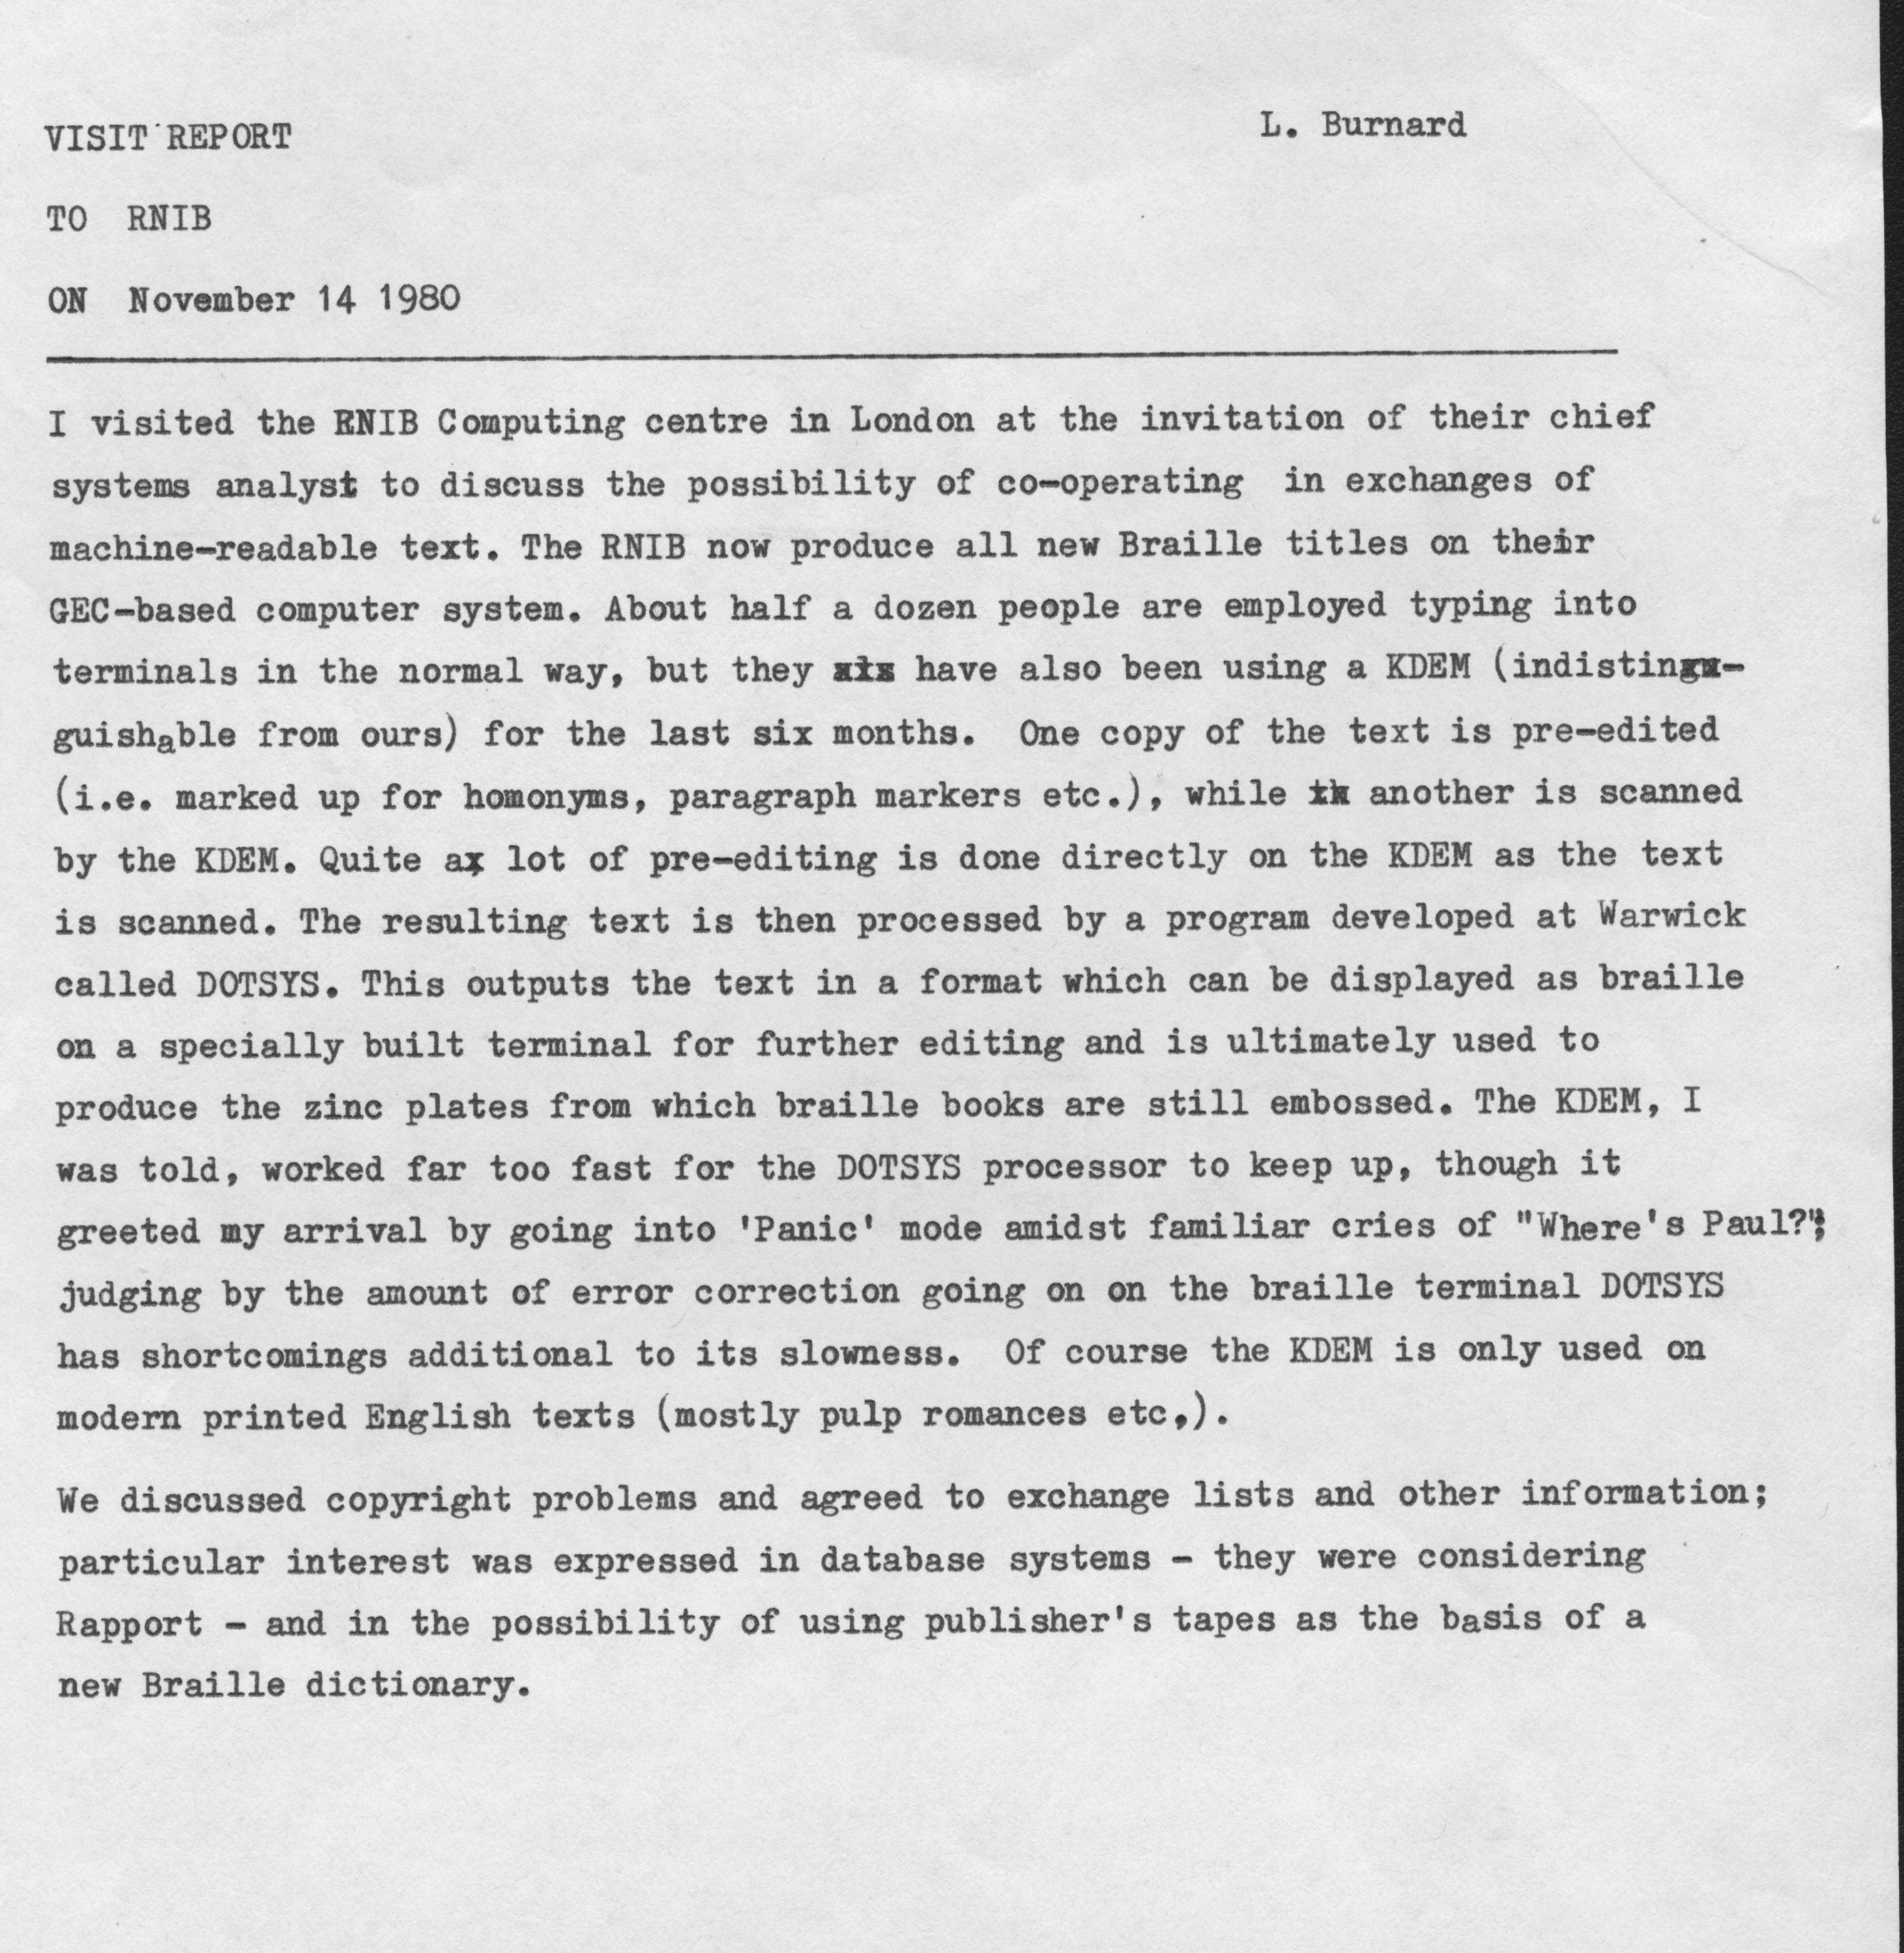 VISIT REPORT
L. Burnard
TO RNIB
ON November 14 1980
I visited the RNIB Computing centre in London at the invitation of their chief
systems analyst to discuss the possibility of co-operating in exchanges of
machine-readable text. The RNIB now produce all new Braille titles on their
GEC-based computer system. About half a dozen people are employed typing into
terminals in the normal way, but they have also been using a KDEM (indistin-
guishable from ours) for the last six months. One copy of the text is pre-edited
(i.e. marked up for homonyms, paragraph markers etc.), while another is scanned
by the KDEM. Quite a lot of pre-editing is done directly on the KDEM as the text
is scanned. The resulting text is then processed by a program developed at Warwick
called DOTSYS. This outputs the text in a format which can be displayed as braille
on a specially built terminal for further editing and is ultimately used to
produce the zinc plates from which braille books are still embossed. The KDEM, I
was told, worked far too fast for the DOTSYS processor to keep up, though it
greeted my arrival by going into 'Panic' mode amidst familiar cries of "Where's Paul?";
judging by the amount of error correction going on on the braille terminal DOTSYS
has shortcomings additional to its slowness. Of course the KDEM is only used on
modern printed English texts (mostly pulp romances etc,).
We discussed copyright problems and agreed to exchange lists and other information;
particular interest was expressed in database systems - they were considering
Rapport - and in the possibility of using publisher's tapes as the basis of a
new Braille dictionary.